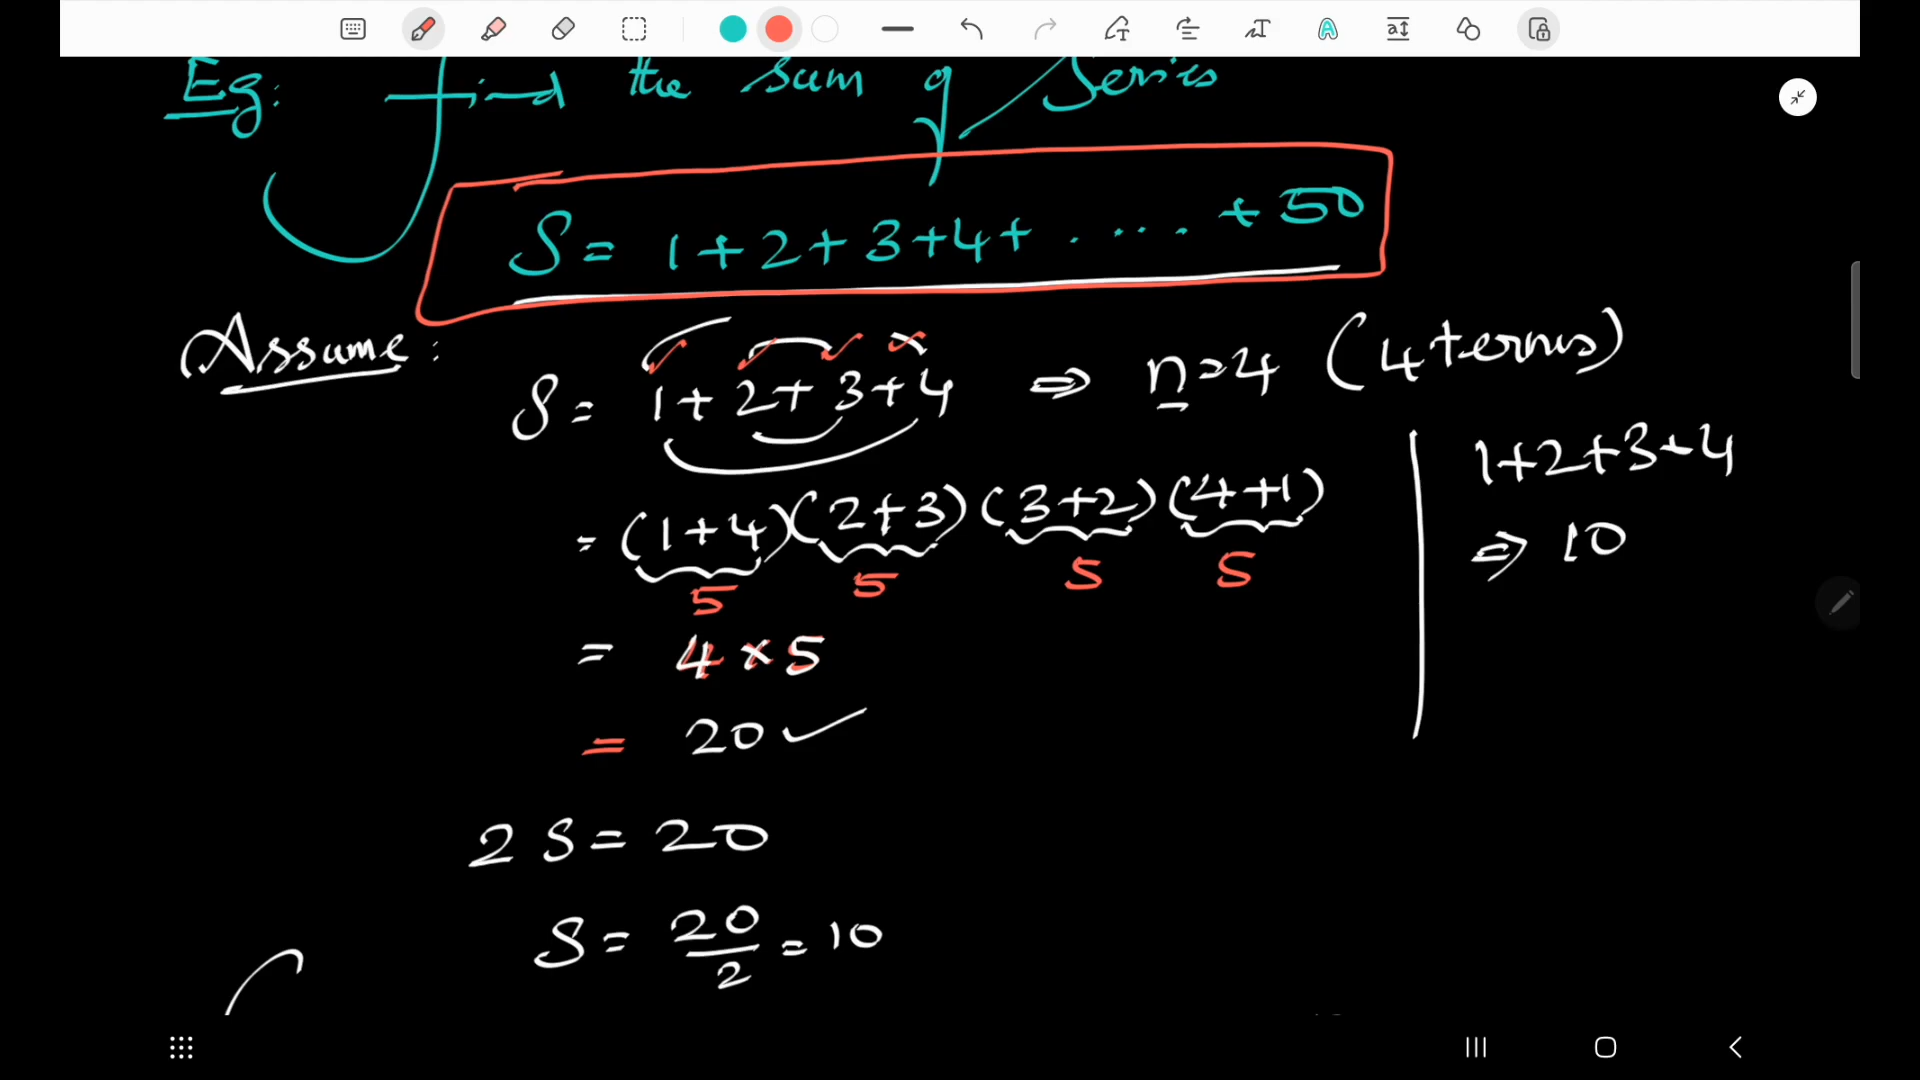 Eg: find the sum of Series
S = 1+2+3+4+.....+50
Assume:
S = 1+2+3+4 ⇒ n=4 (4 terms)
= (1+4)(2+3)(3+2)(4+1)
5 5 5 5
= 4 × 5
= 20 ✓
2 S = 20
S = 20/2 = 10
1+2+3+4
⇒ 10